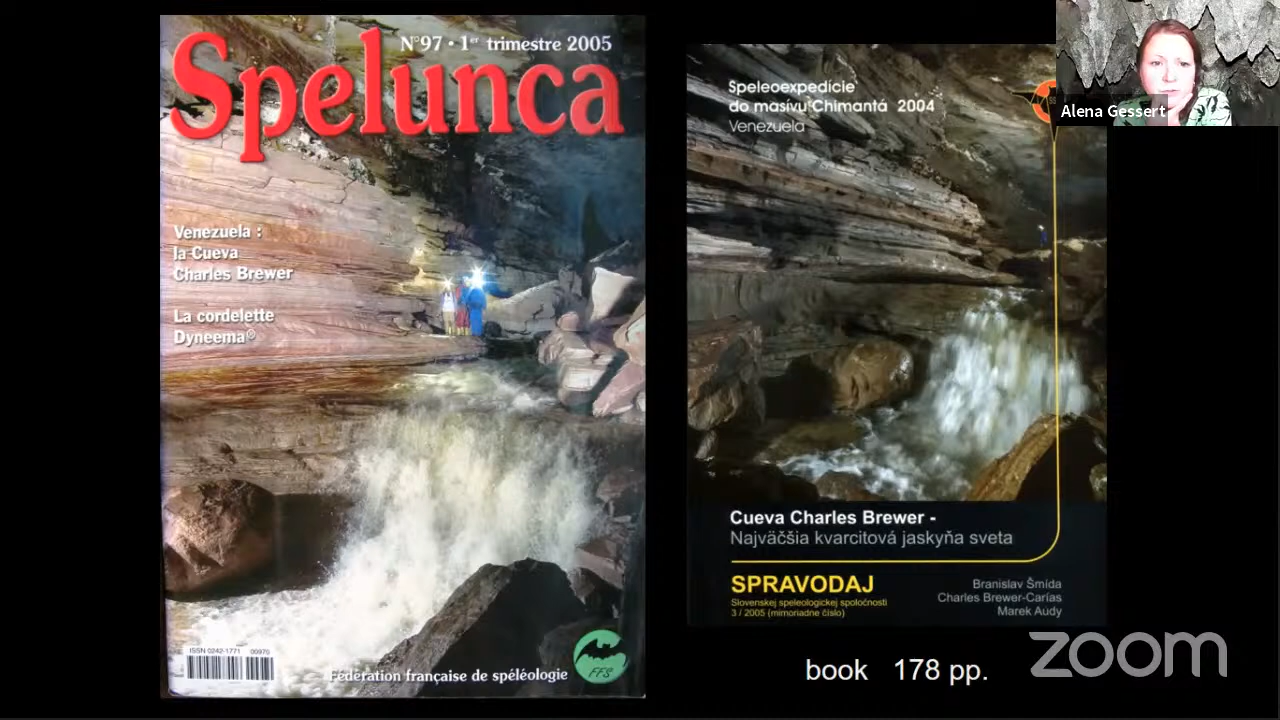 N°97 • 1er trimestre 2005
Spelunca
Venezuela :
la Cueva
Charles Brewer
La cordelette
Dyneema®
ISSN 0242-1771 00970
Fédération française de spéléologie
FFS
Speleoexpedície
do masívu Chimantá 2004
Venezuela
Cueva Charles Brewer -
Najväčšia kvarcitová jaskyňa sveta
SPRAVODAJ
Slovenskej speleologickej spoločnosti
3 / 2005 (mimoriadne číslo)
Branislav Šmída
Charles Brewer-Carías
Marek Audy
book 178 pp.
Alena Gessert
zoom